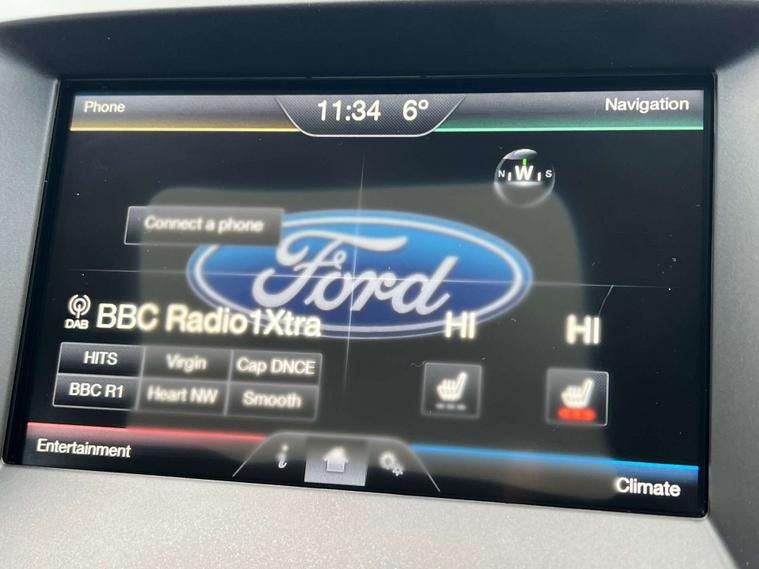 Phone 11:34 6° Navigation
N W S
Connect a phone
Ford
DAB BBC Radio1Xtra HI HI
HITS Virgin Cap DNCE
BBC R1 Heart NW Smooth
Entertainment i Climate